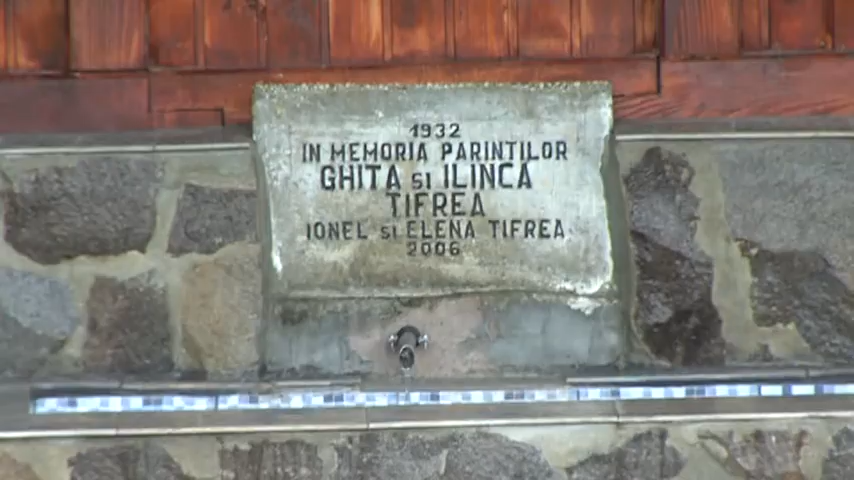 1932
IN MEMORIA PARINTILOR
GHITA SI ILINCA
TIFREA
IONEL SI ELENA TIFREA
2006